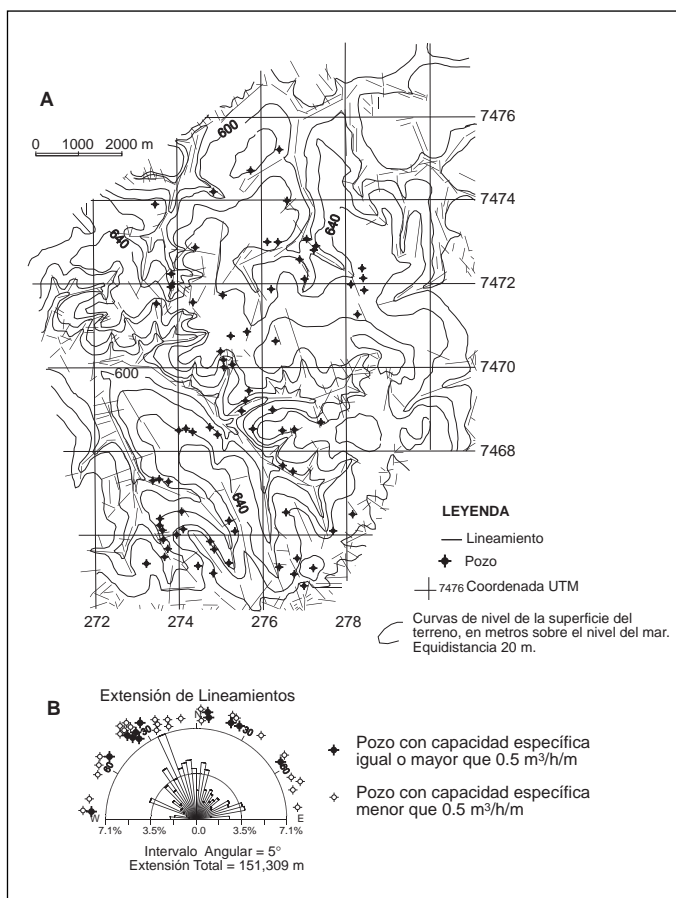 A
0 1000 2000 m
600
7476
7474
640
640
7472
600
7470
7468
640
272 274 276 278
LEYENDA
Lineamiento
Pozo
7476 Coordenada UTM
Curvas de nivel de la superficie del
terreno, en metros sobre el nivel del mar.
Equidistancia 20 m.
B
Extensión de Lineamientos
N
30 30
60 60
W E
7.1% 3.5% 0.0 3.5% 7.1%
Intervalo Angular = 5°
Extensión Total = 151,309 m
Pozo con capacidad específica
igual o mayor que 0.5 m³/h/m
Pozo con capacidad específica
menor que 0.5 m³/h/m